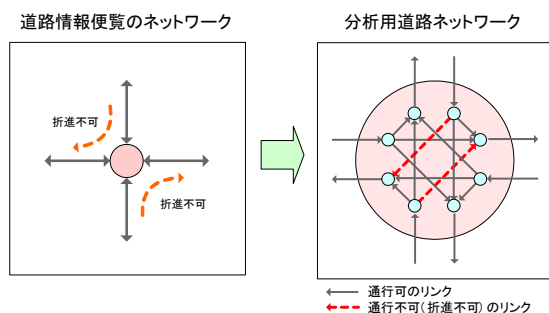 道路情報便覧のネットワーク
分析用道路ネットワーク
折進不可
折進不可
通行可のリンク
通行不可(折進不可)のリンク